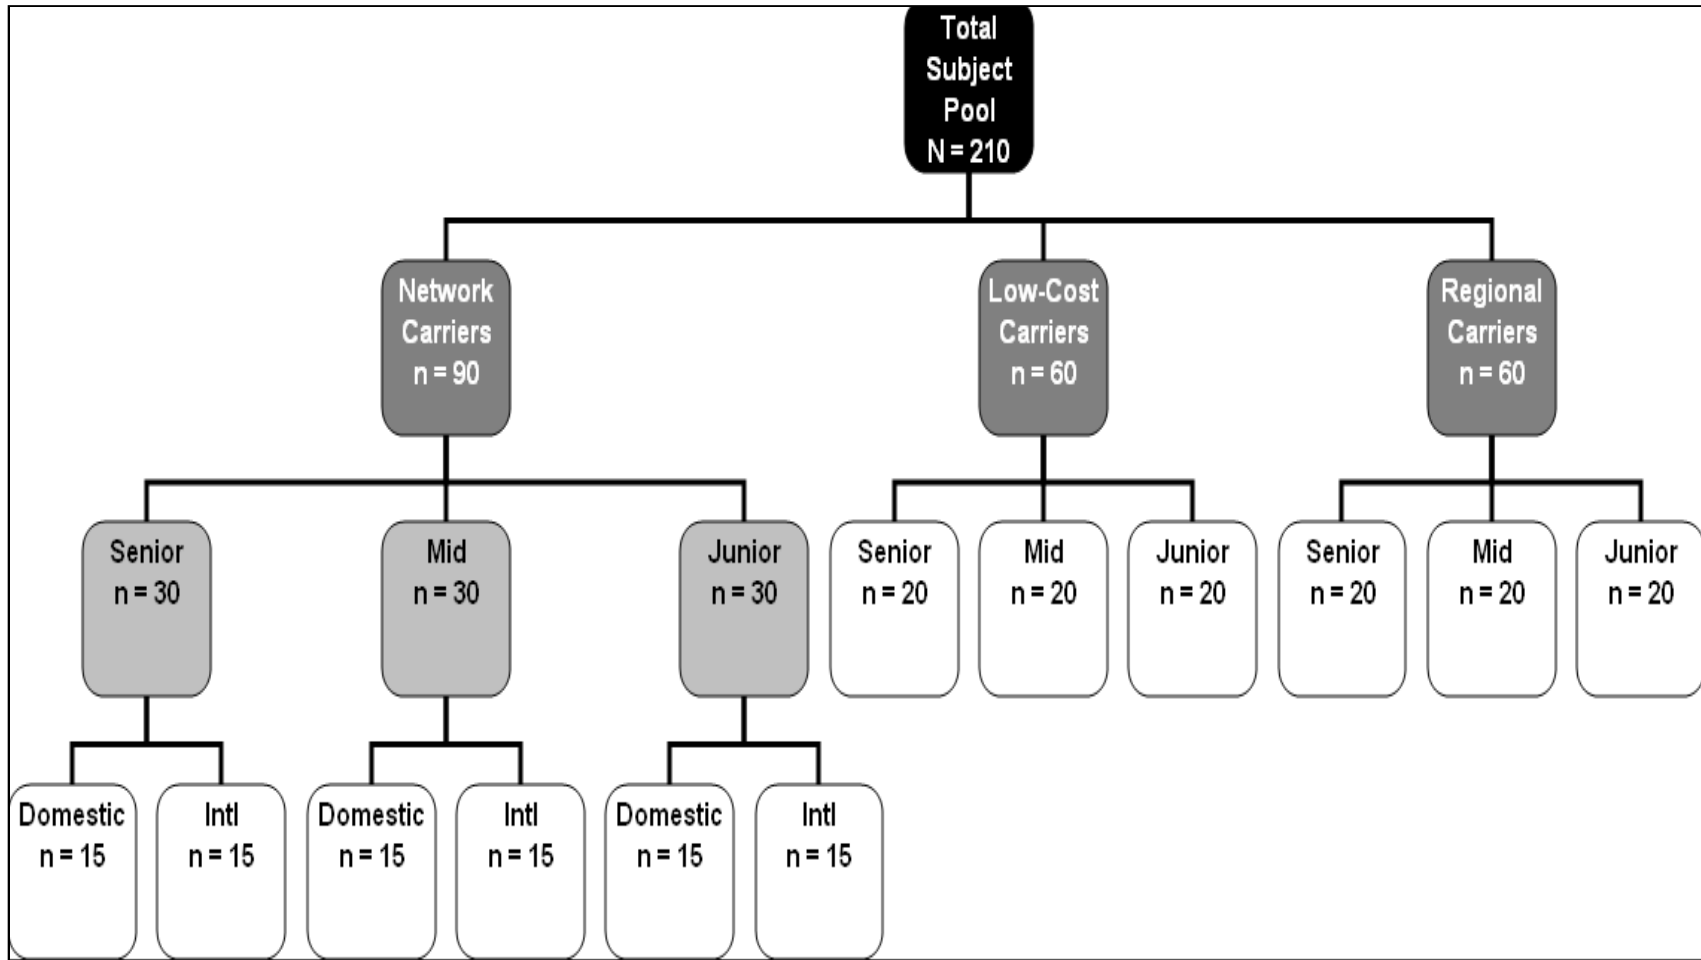 Total
Subject
Pool
N = 210
Network
Carriers
n = 90
Low-Cost
Carriers
n = 60
Regional
Carriers
n = 60
Senior
n = 30
Mid
n = 30
Junior
n = 30
Senior
n = 20
Mid
n = 20
Junior
n = 20
Senior
n = 20
Mid
n = 20
Junior
n = 20
Domestic
n = 15
Intl
n = 15
Domestic
n = 15
Intl
n = 15
Domestic
n = 15
Intl
n = 15